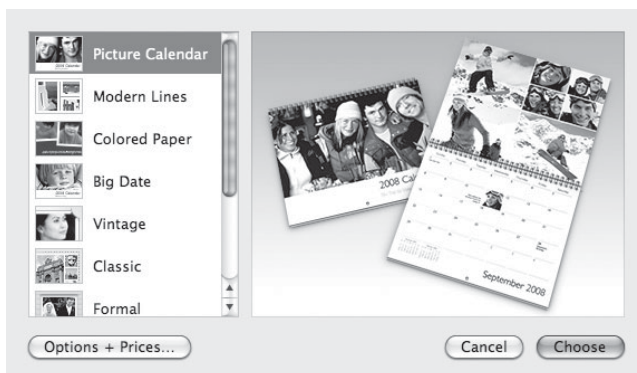 Picture Calendar
Modern Lines
Colored Paper
Big Date
Vintage
Classic
Formal
2008 Cal
September 2008
Options + Prices...
Cancel
Choose